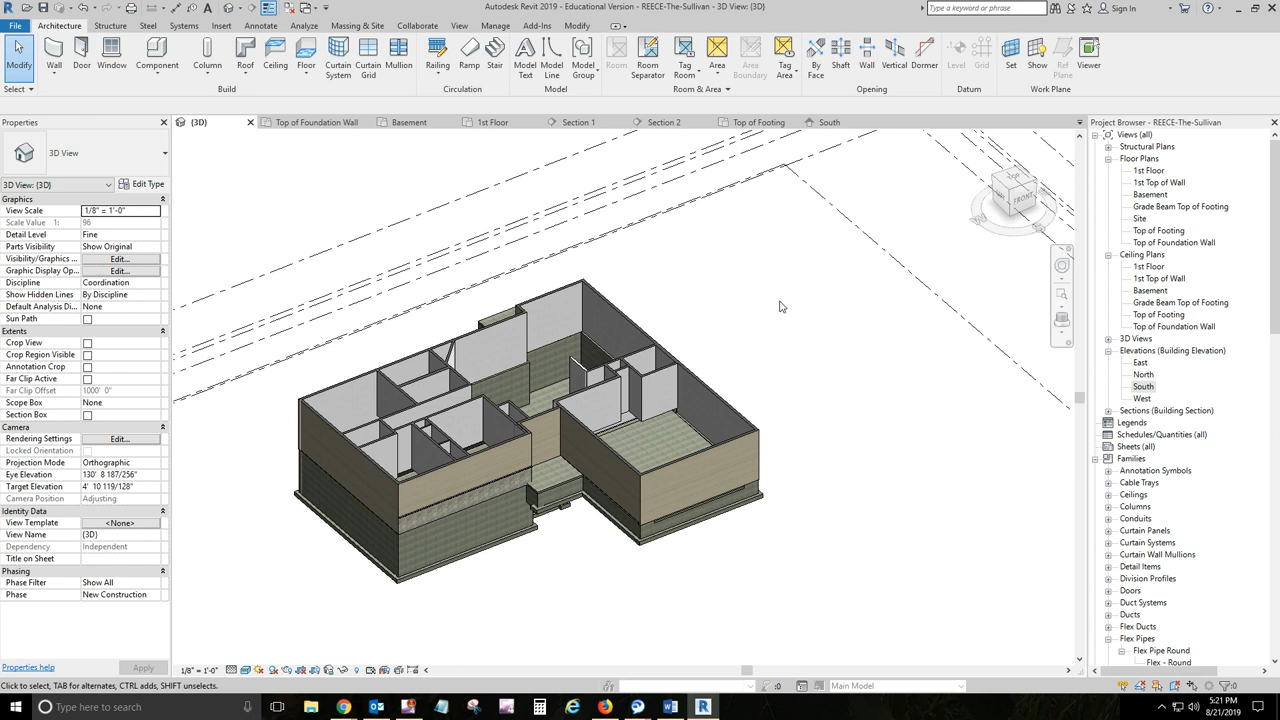 Autodesk Revit 2019 - Educational Version - REECE-The-Sullivan - 3D View: {3D}
Type a keyword or phrase
Sign In
File Architecture Structure Steel Systems Insert Annotate Analyze Massing & Site Collaborate View Manage Add-Ins Modify
Modify Wall Door Window Component Column Roof Ceiling Floor Curtain System Curtain Grid Mullion Railing Ramp Stair Model Text Model Line Model Group Room Room Separator Tag Room Area Area Boundary Tag Area By Face Shaft Wall Vertical Dormer Level Grid Set Show Ref Plane Viewer
Select Build Circulation Model Room & Area Opening Datum Work Plane
Properties
{3D} Top of Foundation Wall Basement 1st Floor Section 1 Section 2 Top of Footing South
3D View
3D View: {3D} Edit Type
Graphics
View Scale 1/8" = 1'-0"
Scale Value 1: 96
Detail Level Fine
Parts Visibility Show Original
Visibility/Graphics ... Edit...
Graphic Display Op... Edit...
Discipline Coordination
Show Hidden Lines By Discipline
Default Analysis Di... None
Sun Path
Extents
Crop View
Crop Region Visible
Annotation Crop
Far Clip Active
Far Clip Offset 1000' 0"
Scope Box None
Section Box
Camera
Rendering Settings Edit...
Locked Orientation
Projection Mode Orthographic
Eye Elevation 130' 8 187/256"
Target Elevation 4' 10 119/128"
Camera Position Adjusting
Identity Data
View Template <None>
View Name {3D}
Dependency Independent
Title on Sheet
Phasing
Phase Filter Show All
Phase New Construction
Properties help Apply
TOP
FRONT
Project Browser - REECE-The-Sullivan
Views (all)
Structural Plans
Floor Plans
1st Floor
1st Top of Wall
Basement
Grade Beam Top of Footing
Site
Top of Footing
Top of Foundation Wall
Ceiling Plans
1st Floor
1st Top of Wall
Basement
Grade Beam Top of Footing
Top of Footing
Top of Foundation Wall
3D Views
Elevations (Building Elevation)
East
North
South
West
Sections (Building Section)
Legends
Schedules/Quantities (all)
Sheets (all)
Families
Annotation Symbols
Cable Trays
Ceilings
Columns
Conduits
Curtain Panels
Curtain Systems
Curtain Wall Mullions
Detail Items
Division Profiles
Doors
Duct Systems
Ducts
Flex Ducts
Flex Pipes
Flex Pipe Round
Flex - Round
1/8" = 1'-0"
Click to select, TAB for alternates, CTRL adds, SHIFT unselects.
:0
Main Model
:0
Type here to search
5:21 PM
8/21/2019